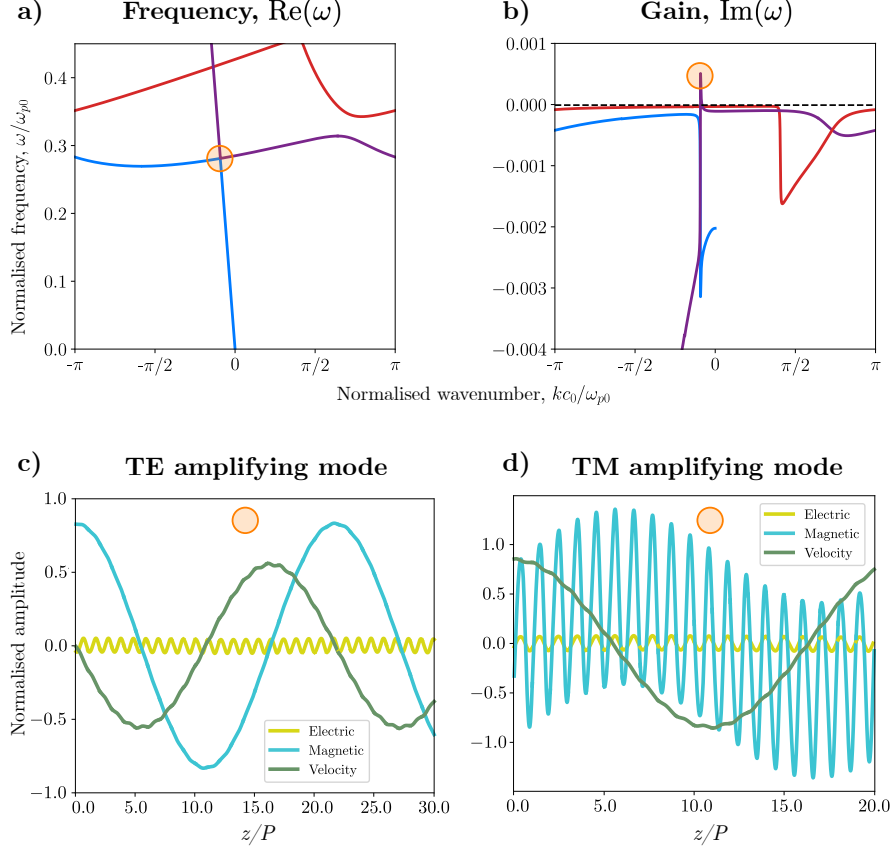 a) Frequency, Re(ω)
b) Gain, Im(ω)
Normalised frequency, ω/ω_p0
0.4
0.3
0.2
0.1
0.0
-π
-π/2
0
π/2
π
0.001
0.000
−0.001
−0.002
−0.003
−0.004
-π
-π/2
0
π/2
π
Normalised wavenumber, kc₀/ω_p0
c) TE amplifying mode
d) TM amplifying mode
Normalised amplitude
1.0
0.5
0.0
−0.5
−1.0
Electric
Magnetic
Velocity
0.0
5.0
10.0
15.0
20.0
25.0
30.0
z/P
1.0
0.5
0.0
−0.5
−1.0
Electric
Magnetic
Velocity
0.0
5.0
10.0
15.0
20.0
z/P